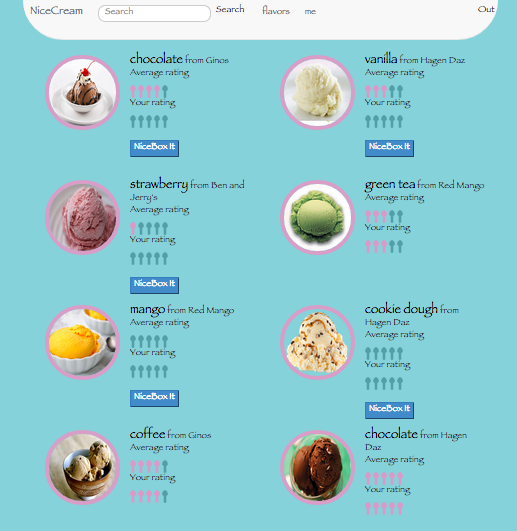 NiceCream
Search
Search
flavors
me
Out
chocolate from Ginos
Average rating
Your rating
NiceBox It
vanilla from Hagen Daz
Average rating
Your rating
NiceBox It
strawberry from Ben and
Jerry's
Average rating
Your rating
NiceBox It
green tea from Red Mango
Average rating
Your rating
mango from Red Mango
Average rating
Your rating
NiceBox It
cookie dough from
Hagen Daz
Average rating
Your rating
NiceBox It
coffee from Ginos
Average rating
Your rating
chocolate from Hagen
Daz
Average rating
Your rating